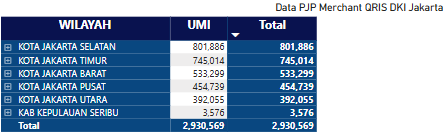 Data PJP Merchant QRIS DKI Jakarta
WILAYAH UMI Total
KOTA JAKARTA SELATAN 801,886 801,886
KOTA JAKARTA TIMUR 745,014 745,014
KOTA JAKARTA BARAT 533,299 533,299
KOTA JAKARTA PUSAT 454,739 454,739
KOTA JAKARTA UTARA 392,055 392,055
KAB KEPULAUAN SERIBU 3,576 3,576
Total 2,930,569 2,930,569